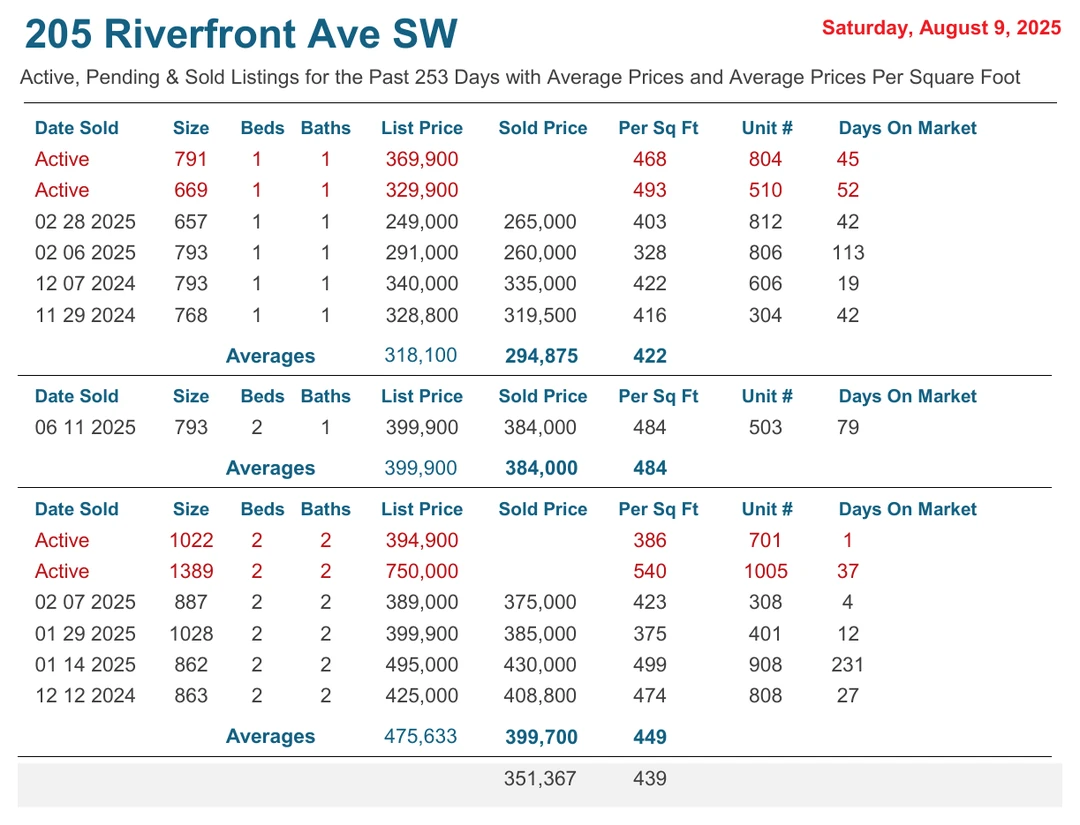 205 Riverfront Ave SW
Saturday, August 9, 2025
Active, Pending & Sold Listings for the Past 253 Days with Average Prices and Average Prices Per Square Foot
Date Sold Size Beds Baths List Price Sold Price Per Sq Ft Unit # Days On Market
Active 791 1 1 369,900 468 804 45
Active 669 1 1 329,900 493 510 52
02 28 2025 657 1 1 249,000 265,000 403 812 42
02 06 2025 793 1 1 291,000 260,000 328 806 113
12 07 2024 793 1 1 340,000 335,000 422 606 19
11 29 2024 768 1 1 328,800 319,500 416 304 42
Averages 318,100 294,875 422
Date Sold Size Beds Baths List Price Sold Price Per Sq Ft Unit # Days On Market
06 11 2025 793 2 1 399,900 384,000 484 503 79
Averages 399,900 384,000 484
Date Sold Size Beds Baths List Price Sold Price Per Sq Ft Unit # Days On Market
Active 1022 2 2 394,900 386 701 1
Active 1389 2 2 750,000 540 1005 37
02 07 2025 887 2 2 389,000 375,000 423 308 4
01 29 2025 1028 2 2 399,900 385,000 375 401 12
01 14 2025 862 2 2 495,000 430,000 499 908 231
12 12 2024 863 2 2 425,000 408,800 474 808 27
Averages 475,633 399,700 449
351,367 439